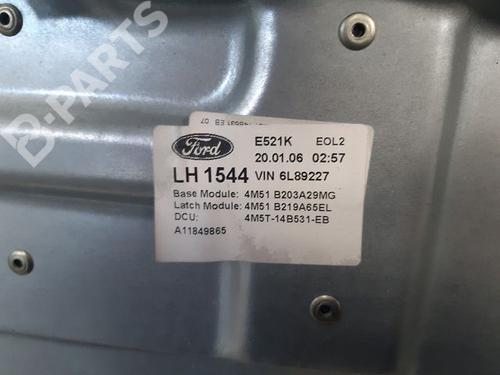 B-PARTS
Ford
E521K EOL2
20.01.06 02:57
LH 1544 VIN 6L89227
Base Module: 4M51 B203A29MG
Latch Module: 4M51 B219A65EL
DCU: 4M5T-14B531-EB
A11849865